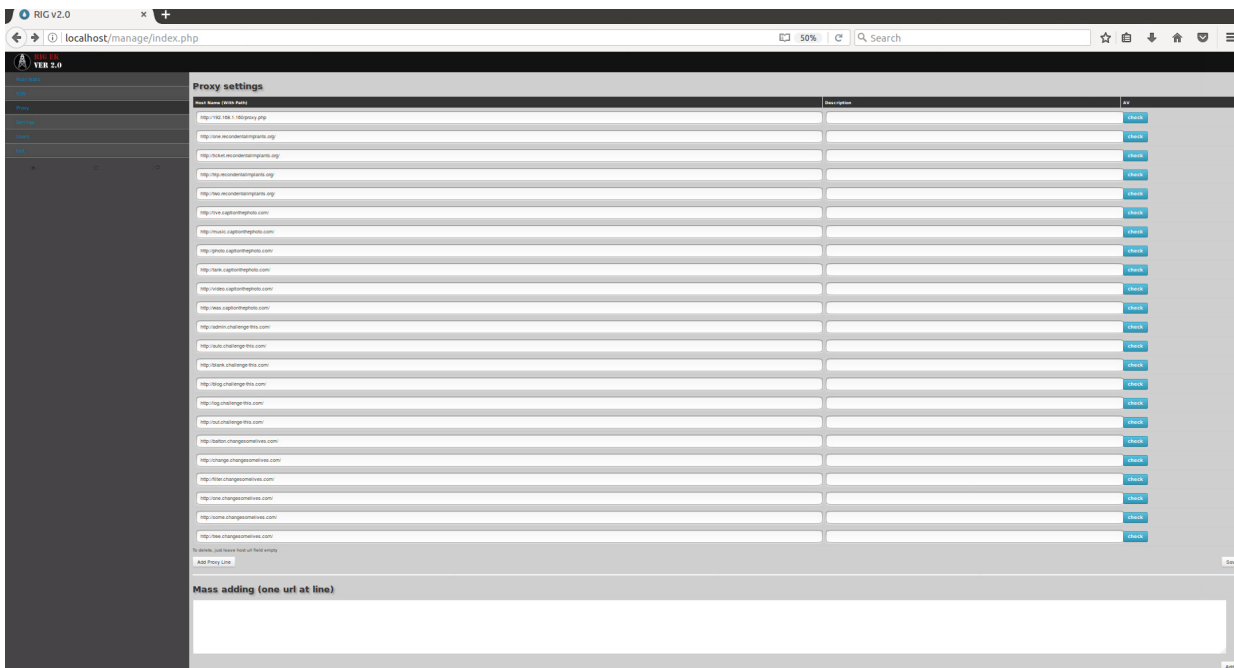 RIG v2.0
localhost/manage/index.php
50%
Search
RIG EK
VER 2.0
Proxy
Settings
Proxy settings
Host Name (With Path)
Description
AV
http://192.168.1.160/proxy.php
check
http://one.recondentalimplants.org/
check
http://ticket.recondentalimplants.org/
check
http://trip.recondentalimplants.org/
check
http://two.recondentalimplants.org/
check
http://live.captionthephoto.com/
check
http://music.captionthephoto.com/
check
http://photo.captionthephoto.com/
check
http://tank.captionthephoto.com/
check
http://video.captionthephoto.com/
check
http://was.captionthephoto.com/
check
http://admin.challenge-this.com/
check
http://auto.challenge-this.com/
check
http://blank.challenge-this.com/
check
http://blog.challenge-this.com/
check
http://log.challenge-this.com/
check
http://out.challenge-this.com/
check
http://batton.changesomelives.com/
check
http://change.changesomelives.com/
check
http://filter.changesomelives.com/
check
http://one.changesomelives.com/
check
http://some.changesomelives.com/
check
http://tree.changesomelives.com/
check
To delete, just leave host url field empty
Add Proxy Line
Mass adding (one url at line)